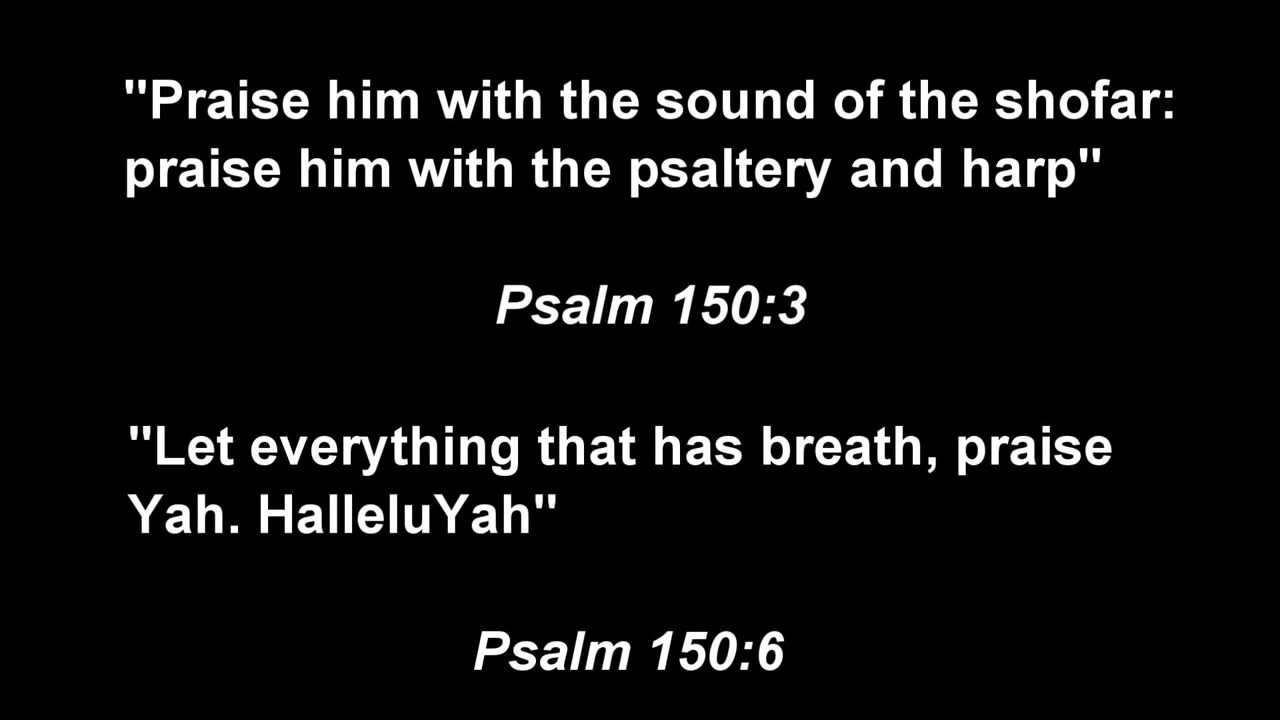 "Praise him with the sound of the shofar:
praise him with the psaltery and harp"
Psalm 150:3
"Let everything that has breath, praise
Yah. HalleluYah"
Psalm 150:6